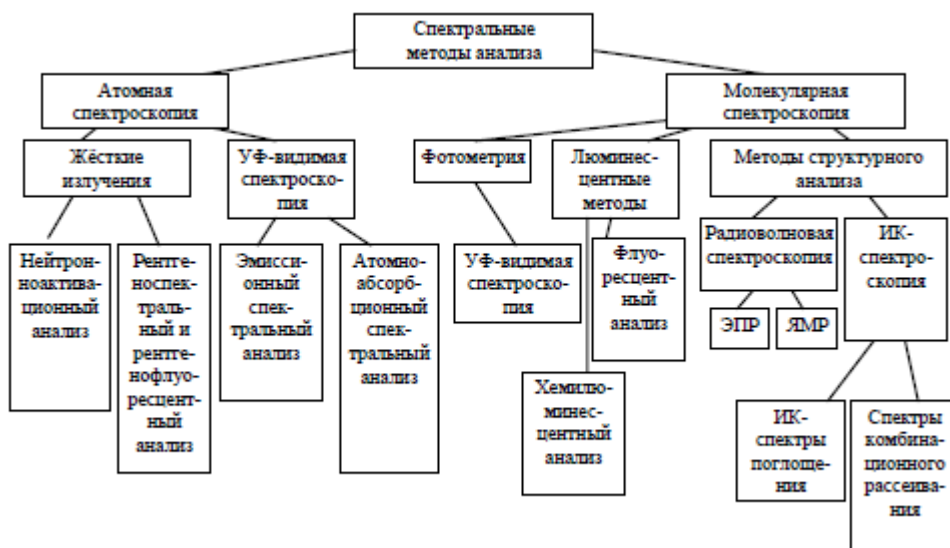 Спектральные
методы анализа
Атомная
спектроскопия
Молекулярная
спектроскопия
Жёсткие
излучения
УФ-видимая
спектроско-
пия
Фотометрия
Люминес-
центные
методы
Методы структурного
анализа
Нейтрон-
ноактива-
ционный
анализ
Рентге-
носпек-
траль-
ный и
рентге-
нофлуо-
ресцент-
ный
анализ
Эмисси-
онный
спек-
тральный
анализ
Атомно-
абсорб-
ционный
спек-
тральный
анализ
УФ-видимая
спектроско-
пия
Флуо-
ресцент-
ный
анализ
Хемилю-
минес-
центный
анализ
Радиоволновая
спектроскопия
ИК-
спектро-
скопия
ЭПР
ЯМР
ИК-
спектры
поглоще-
ния
Спектры
комбина-
ционного
рассеива-
ния